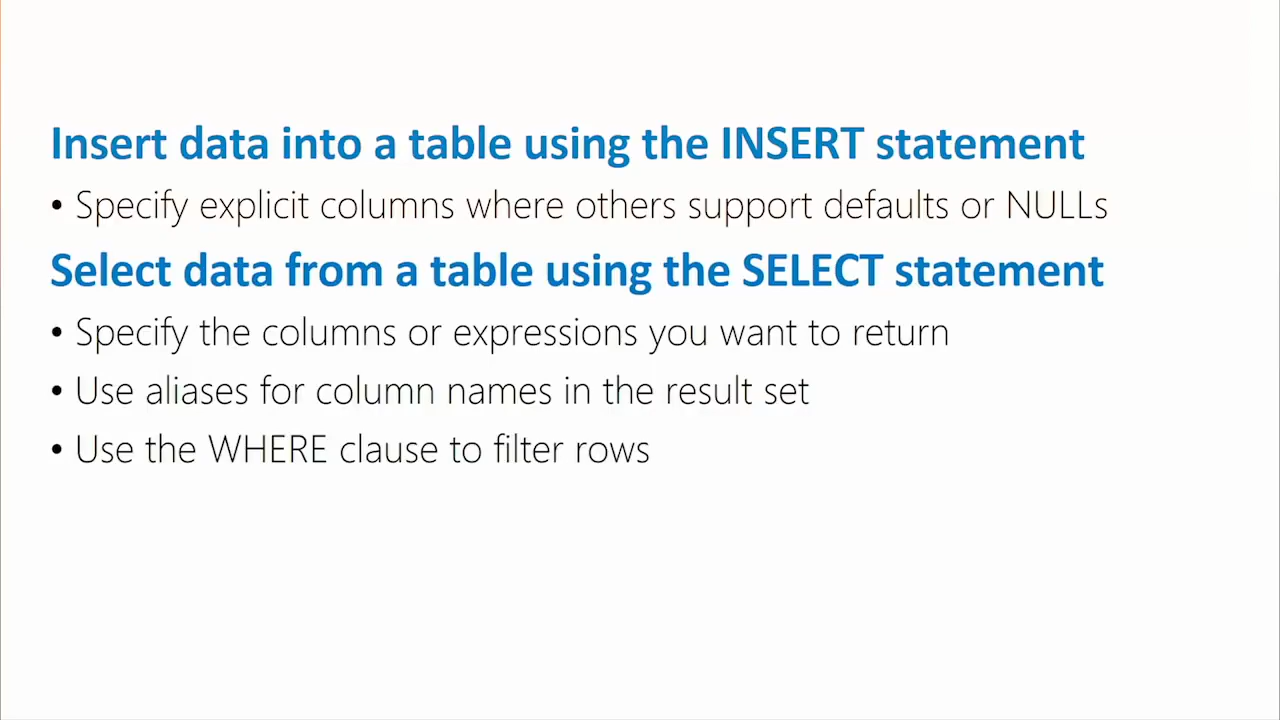 Insert data into a table using the INSERT statement
• Specify explicit columns where others support defaults or NULLs
Select data from a table using the SELECT statement
• Specify the columns or expressions you want to return
• Use aliases for column names in the result set
• Use the WHERE clause to filter rows